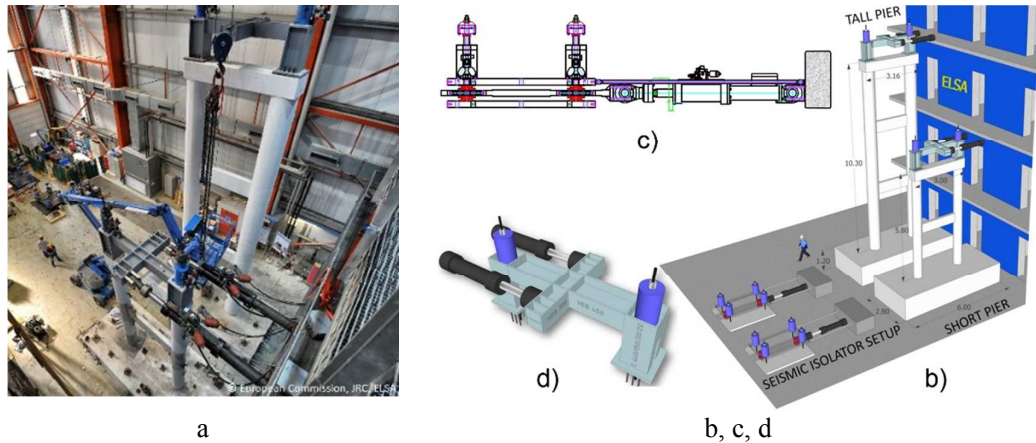 © European Commission, JRC, ELSA
a
c)
d)
HEB 450
TALL PIER
3.16
ELSA
10.30
3.00
5.80
1.20
2.80
6.00
SEISMIC ISOLATOR SETUP
SHORT PIER
b)
b, c, d